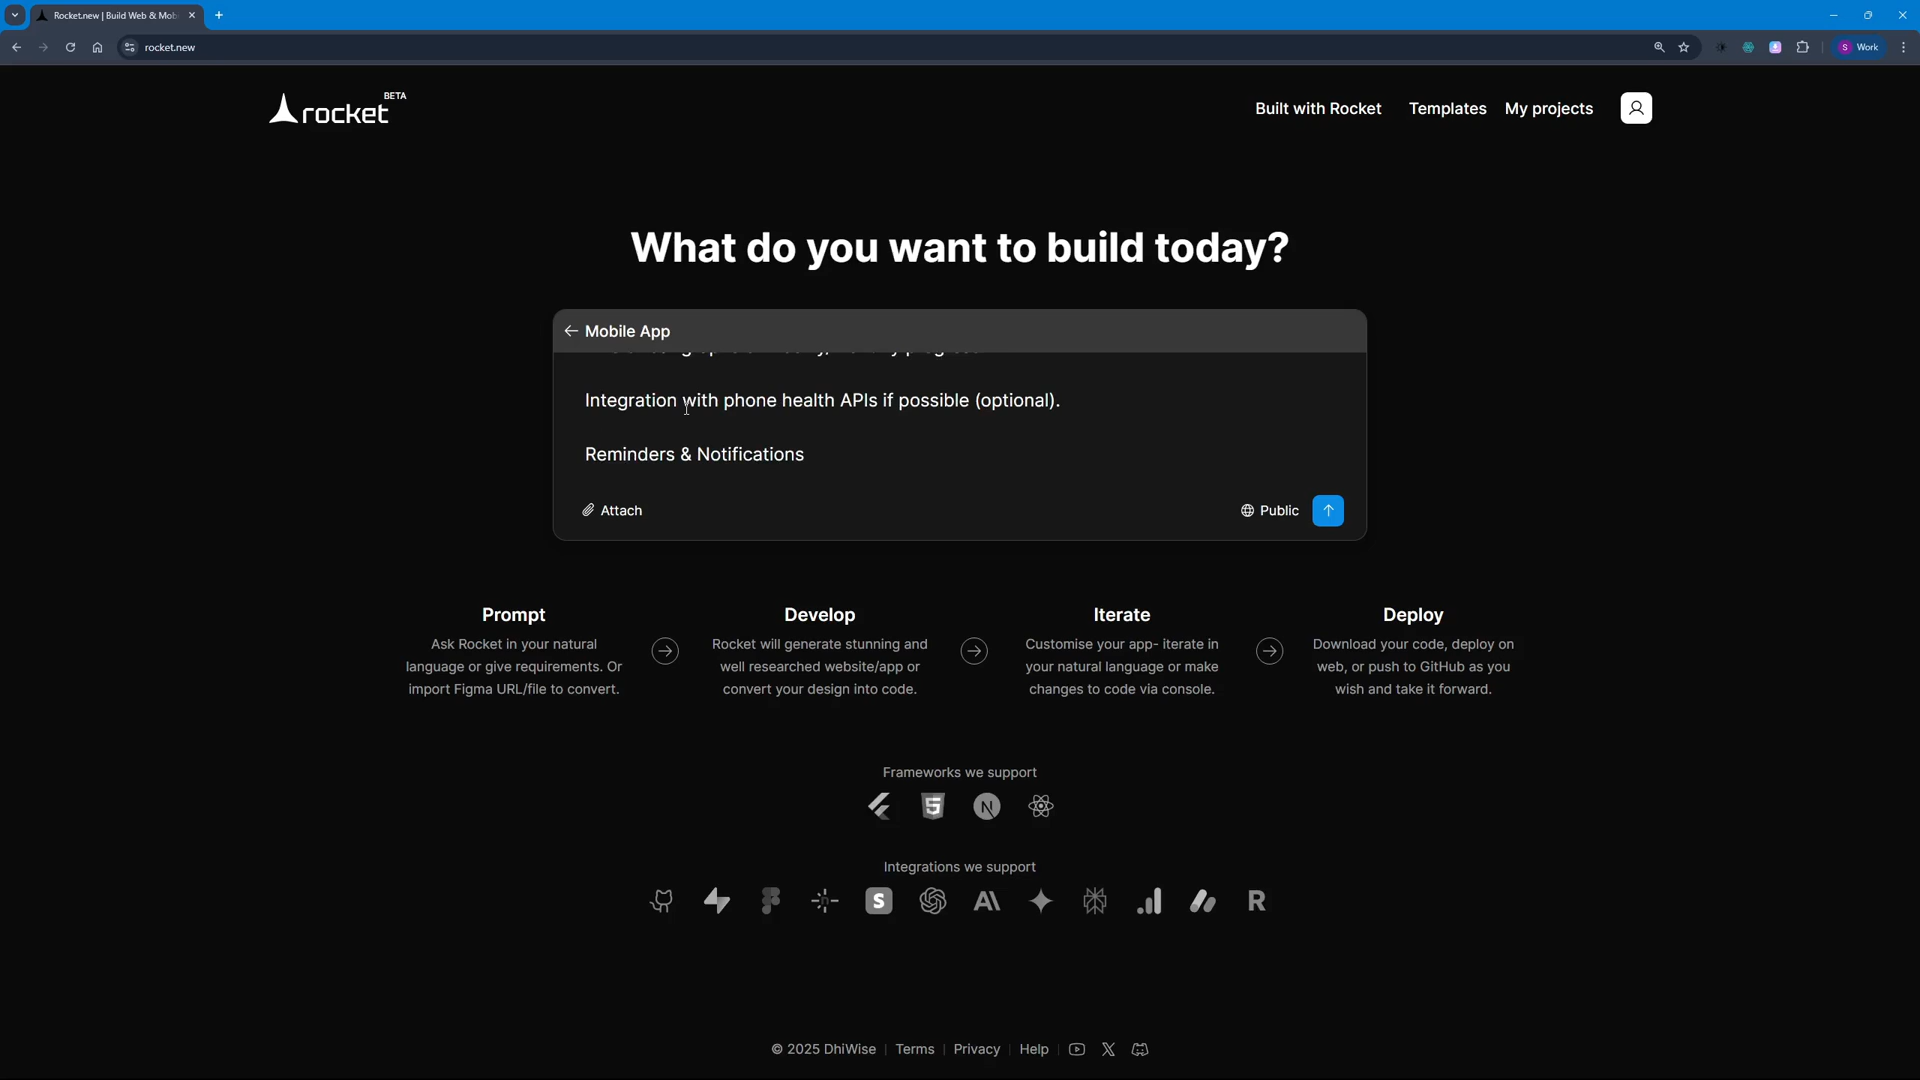 Rocket.new | Build Web & Mob
rocket.new
Work
rocket BETA
Built with Rocket
Templates
My projects
What do you want to build today?
Mobile App
Integration with phone health APIs if possible (optional).
Reminders & Notifications
Attach
Public
Prompt
Ask Rocket in your natural
language or give requirements. Or
import Figma URL/file to convert.
Develop
Rocket will generate stunning and
well researched website/app or
convert your design into code.
Iterate
Customise your app- iterate in
your natural language or make
changes to code via console.
Deploy
Download your code, deploy on
web, or push to GitHub as you
wish and take it forward.
Frameworks we support
Integrations we support
© 2025 DhiWise
Terms
Privacy
Help